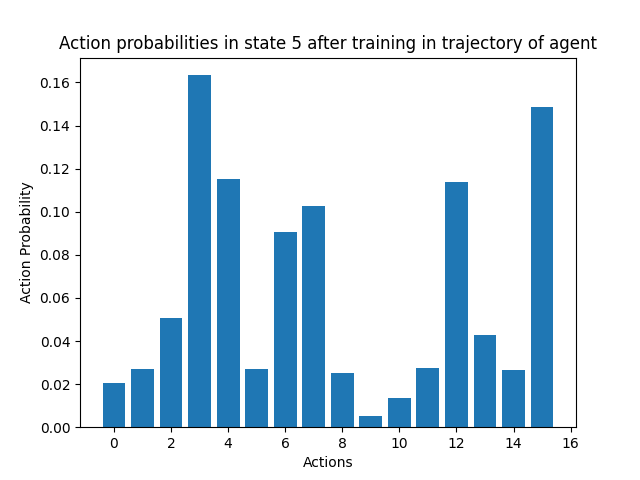 Action probabilities in state 5 after training in trajectory of agent
0.16
0.14
0.12
0.10
0.08
0.06
0.04
0.02
0.00
Action Probability
0 2 4 6 8 10 12 14 16
Actions